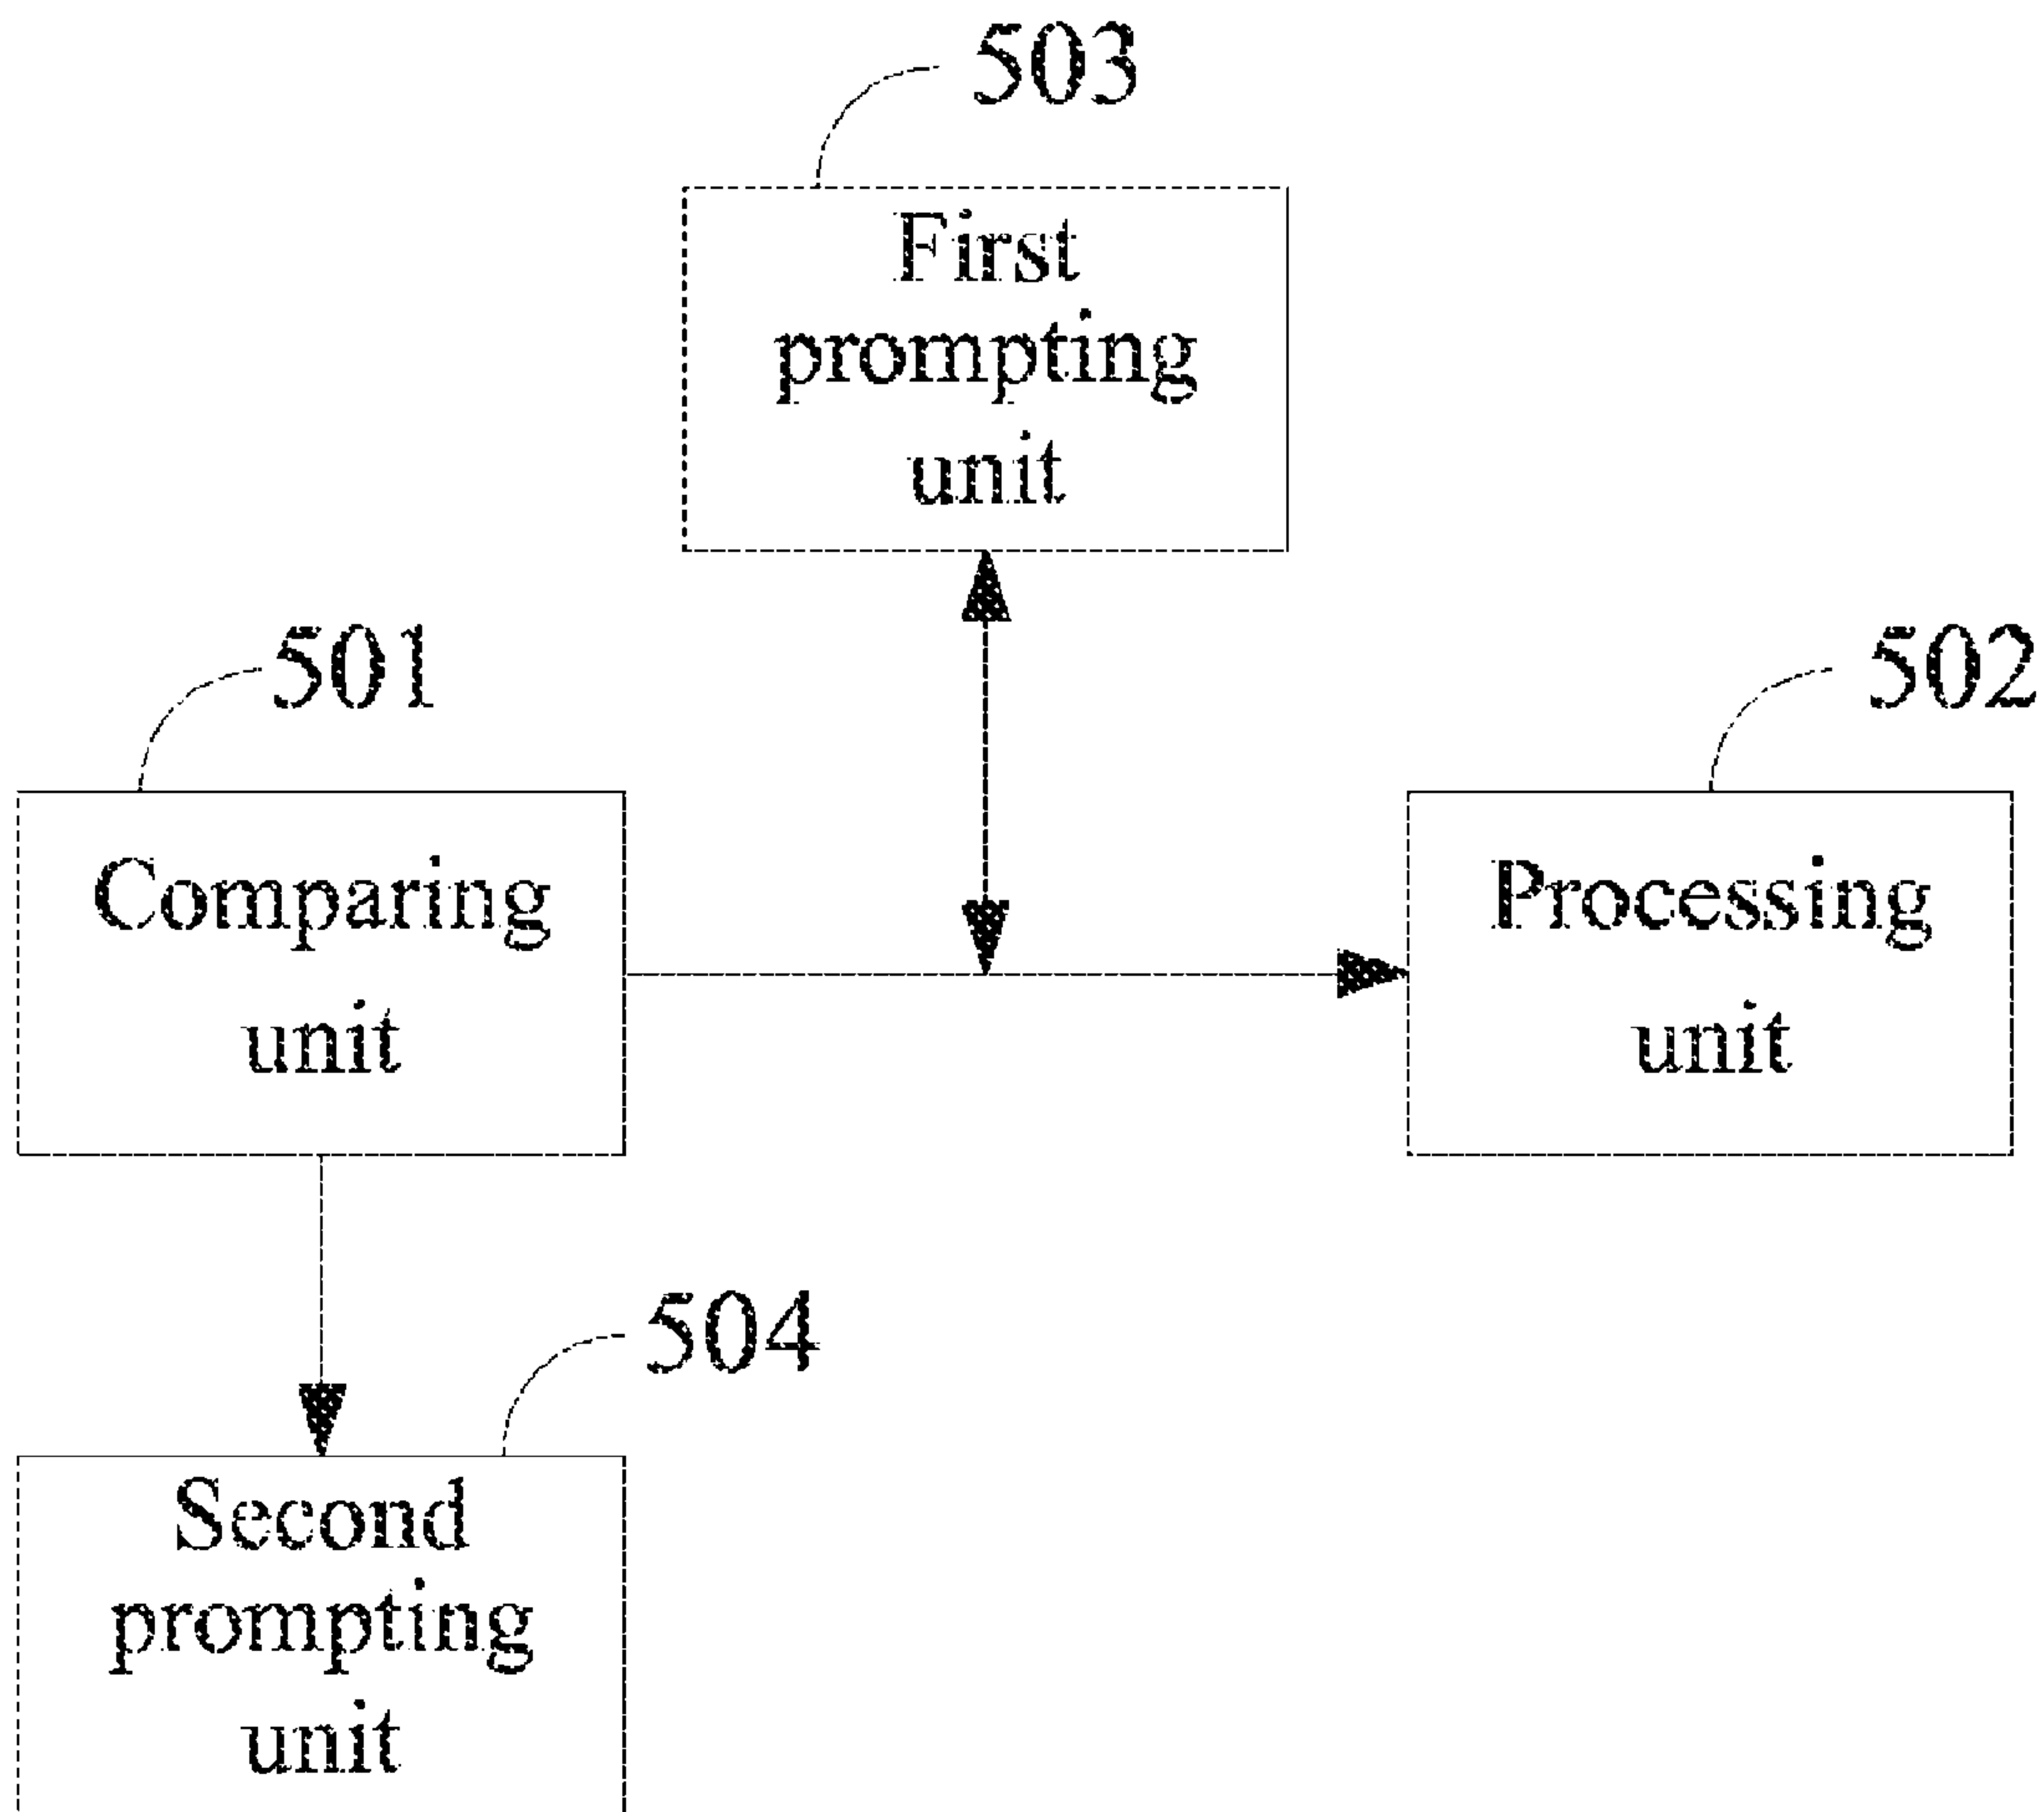 503
First
prompting
unit
501
502
Comparing
unit
Processing
unit
504
Second
prompting
unit